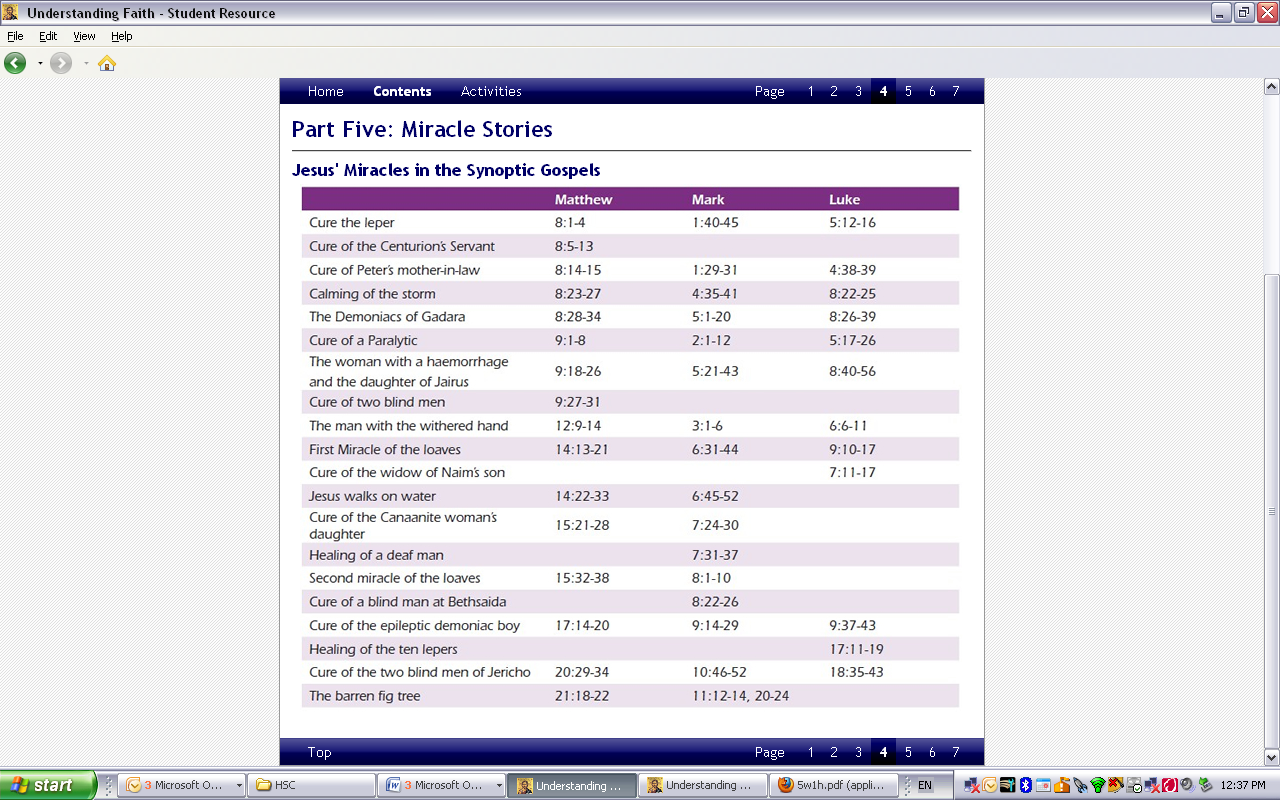 Understanding Faith - Student Resource
File Edit View Help
Home Contents Activities Page 1 2 3 4 5 6 7
Part Five: Miracle Stories
Jesus' Miracles in the Synoptic Gospels
Matthew Mark Luke
Cure the leper 8:1-4 1:40-45 5:12-16
Cure of the Centurion's Servant 8:5-13
Cure of Peter's mother-in-law 8:14-15 1:29-31 4:38-39
Calming of the storm 8:23-27 4:35-41 8:22-25
The Demoniacs of Gadara 8:28-34 5:1-20 8:26-39
Cure of a Paralytic 9:1-8 2:1-12 5:17-26
The woman with a haemorrhage
and the daughter of Jairus 9:18-26 5:21-43 8:40-56
Cure of two blind men 9:27-31
The man with the withered hand 12:9-14 3:1-6 6:6-11
First Miracle of the loaves 14:13-21 6:31-44 9:10-17
Cure of the widow of Naim's son 7:11-17
Jesus walks on water 14:22-33 6:45-52
Cure of the Canaanite woman's
daughter 15:21-28 7:24-30
Healing of a deaf man 7:31-37
Second miracle of the loaves 15:32-38 8:1-10
Cure of a blind man at Bethsaida 8:22-26
Cure of the epileptic demoniac boy 17:14-20 9:14-29 9:37-43
Healing of the ten lepers 17:11-19
Cure of the two blind men of Jericho 20:29-34 10:46-52 18:35-43
The barren fig tree 21:18-22 11:12-14, 20-24
Top Page 1 2 3 4 5 6 7
start 3 Microsoft O... HSC 3 Microsoft O... Understanding ... Understanding ... 5w1h.pdf (appli... EN 12:37 PM